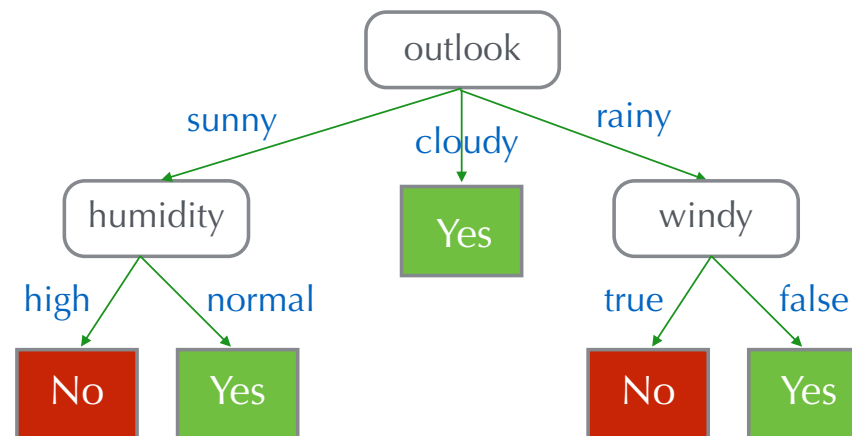 outlook
sunny
cloudy
rainy
humidity
Yes
windy
high
normal
true
false
No
Yes
No
Yes